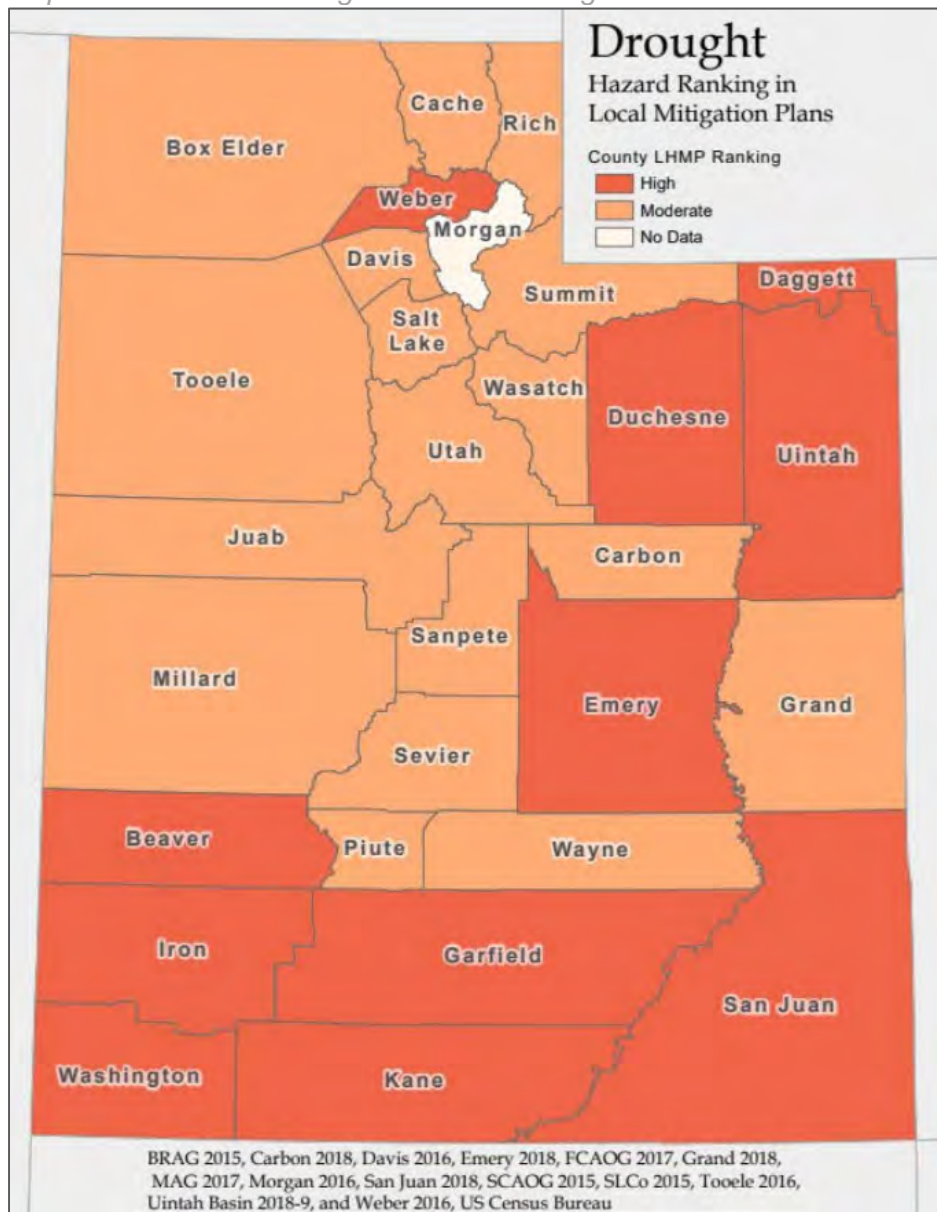 Drought
Hazard Ranking in
Local Mitigation Plans
County LHMP Ranking
High
Moderate
No Data
Cache
Rich
Box Elder
Weber
Morgan
Davis
Daggett
Summit
Salt
Lake
Tooele
Wasatch
Duchesne
Utah
Uintah
Juab
Carbon
Sanpete
Millard
Emery
Grand
Sevier
Beaver
Piute
Wayne
Iron
Garfield
San Juan
Washington
Kane
BRAG 2015, Carbon 2018, Davis 2016, Emery 2018, FCAOG 2017, Grand 2018,
MAG 2017, Morgan 2016, San Juan 2018, SCAOG 2015, SLCo 2015, Tooele 2016,
Uintah Basin 2018-9, and Weber 2016, US Census Bureau